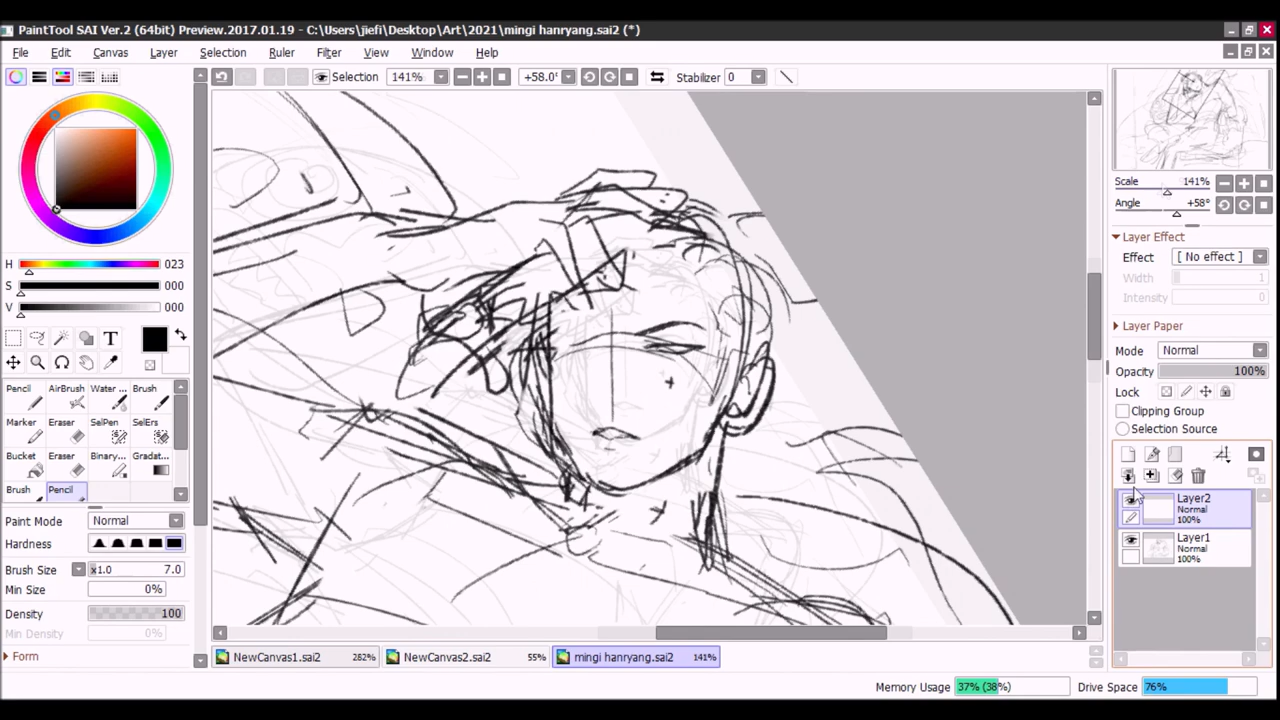 PaintTool SAI Ver.2 (64bit) Preview.2017.01.19 - C:\Users\jiefi\Desktop\Art\2021\mingi hanryang.sai2 (*)
File Edit Canvas Layer Selection Ruler Filter View Window Help
Selection 141% +58.0° Stabilizer 0
H 023
S 000
V 000
T
Pencil AirBrush Water ... Brush
Marker Eraser SelPen SelErs
Bucket Eraser Binary... Gradat...
Brush Pencil
Paint Mode Normal
Hardness
Brush Size x1.0 7.0
Min Size 0%
Density 100
Min Density 0%
Form
Scale 141%
Angle +58°
Layer Effect
Effect [ No effect ]
Width 1
Intensity 0
Layer Paper
Mode Normal
Opacity 100%
Lock
Clipping Group
Selection Source
Layer2
Normal
100%
Layer1
Normal
100%
NewCanvas1.sai2 282% NewCanvas2.sai2 55% mingi hanryang.sai2 141%
Memory Usage 37% (38%) Drive Space 76%